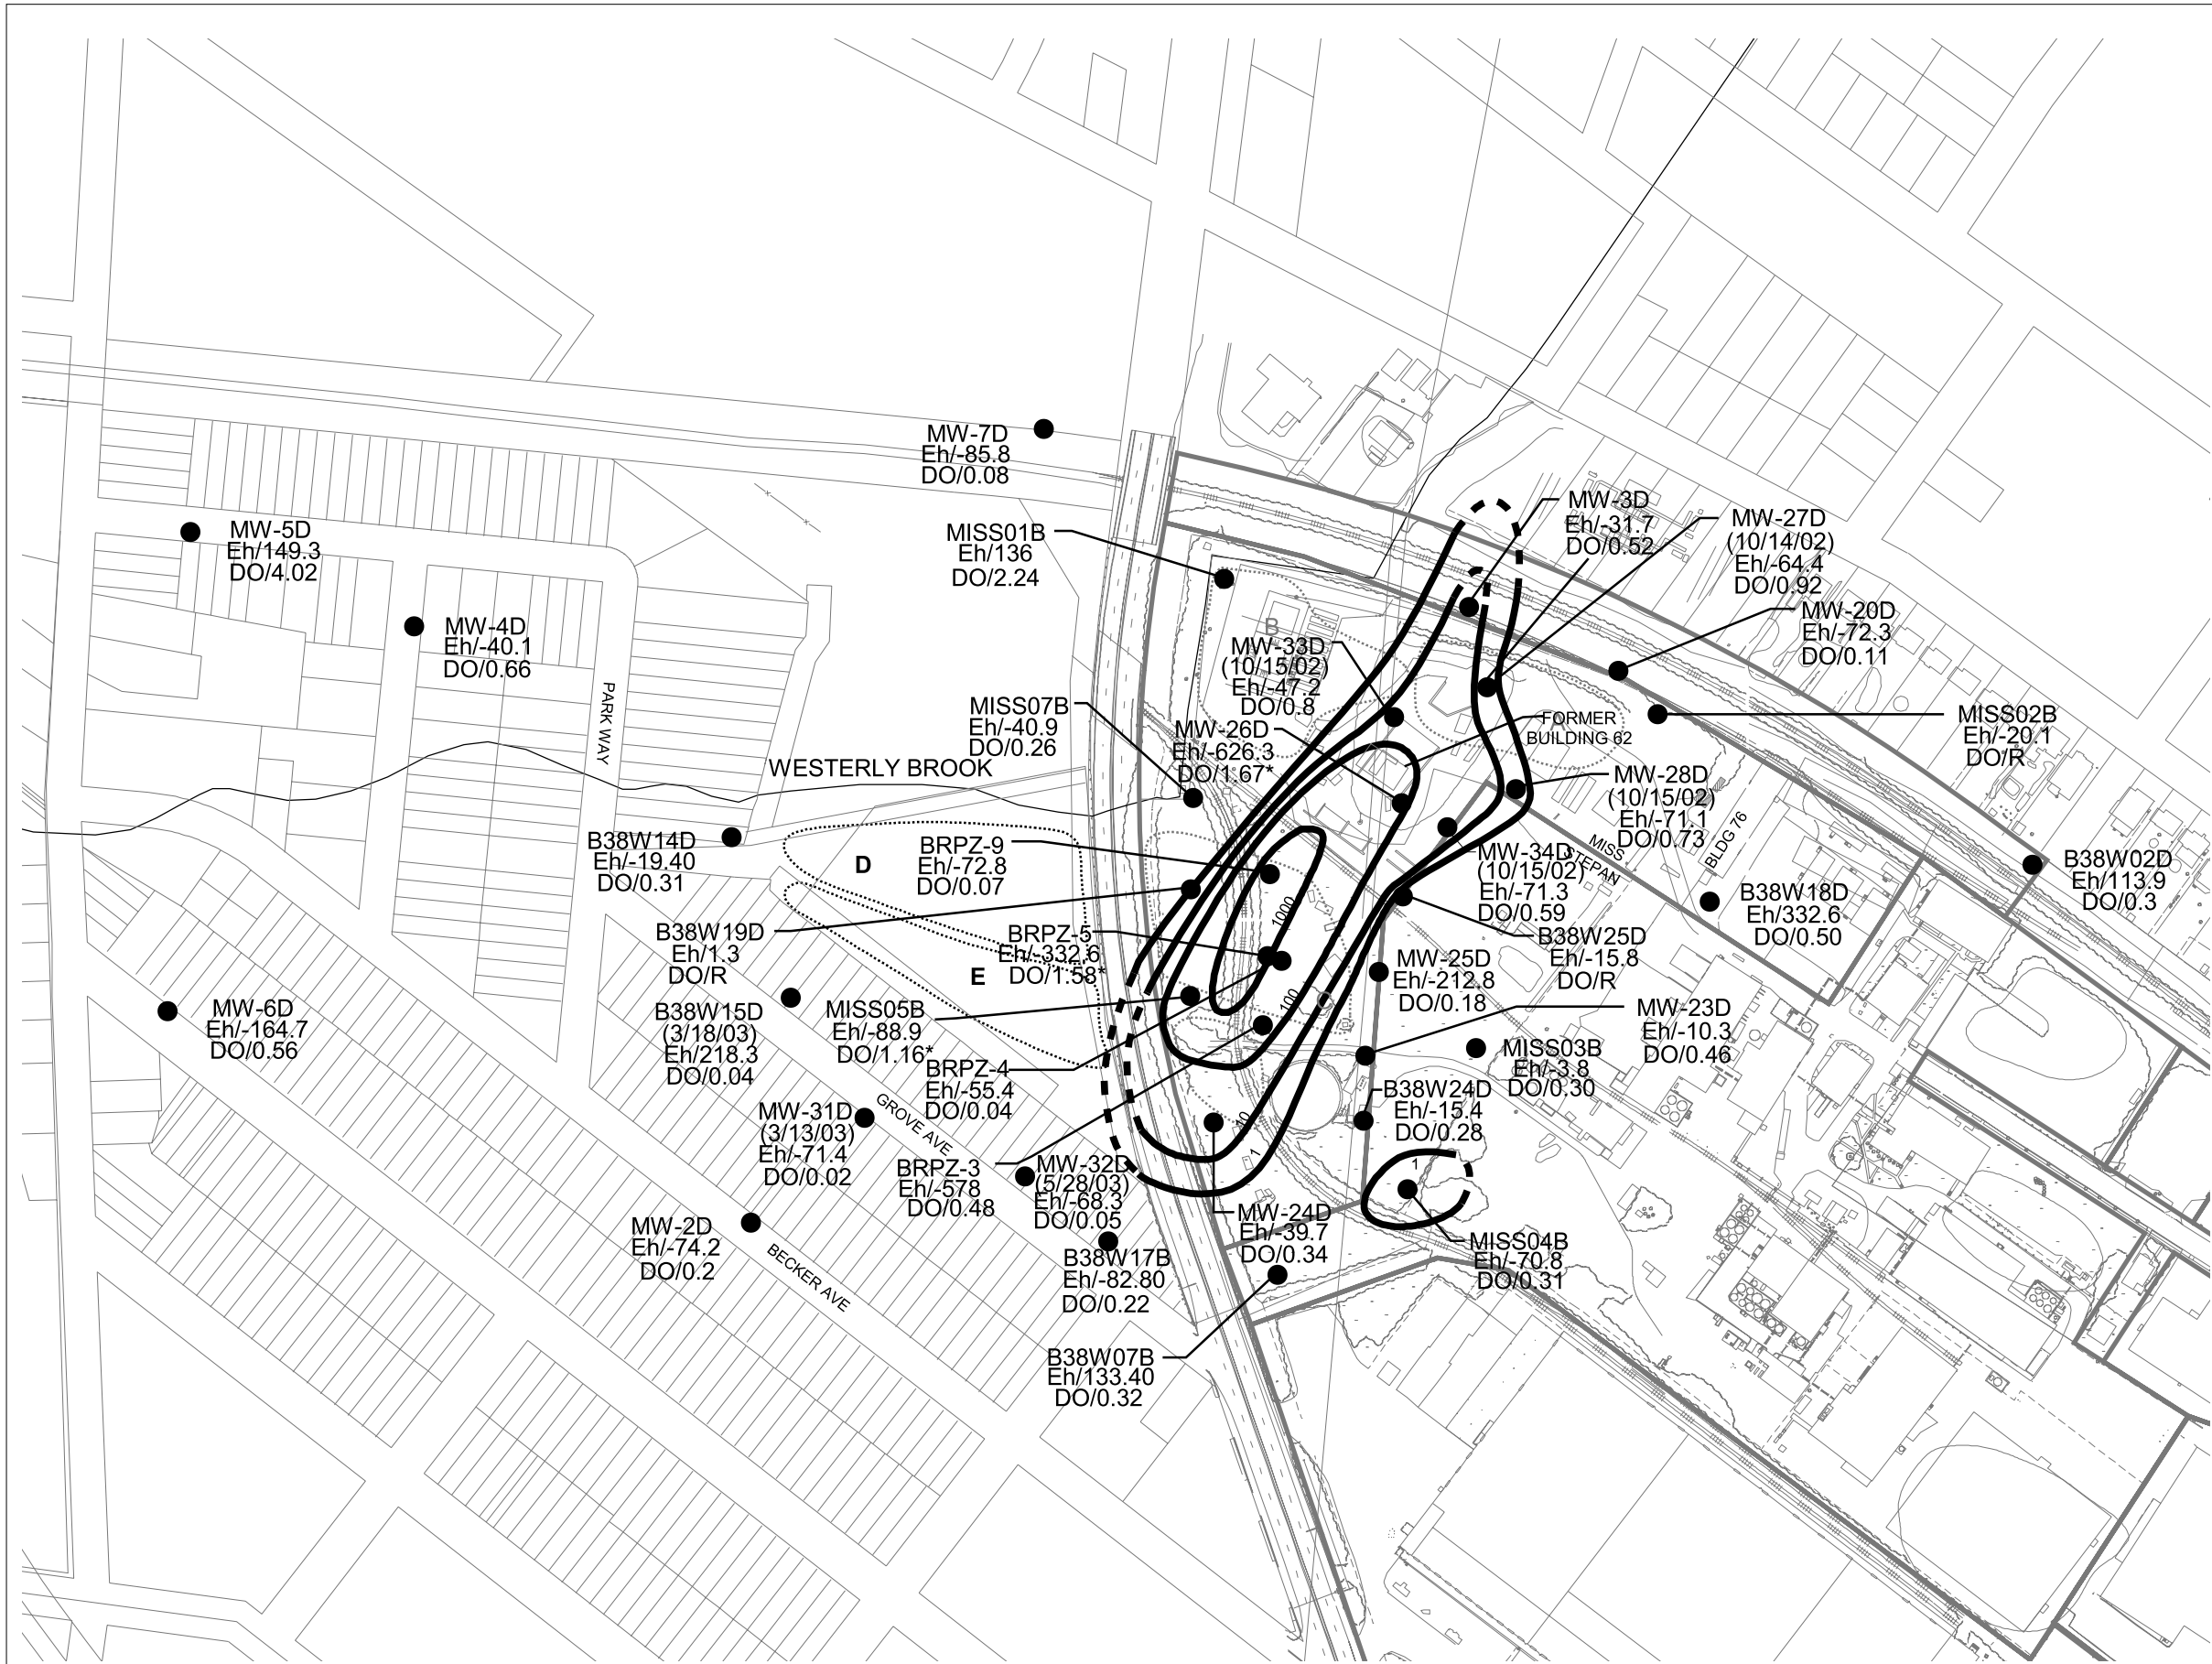 MW-7D
Eh/-85.8
DO/0.08
MW-5D
Eh/149.3
DO/4.02
MW-4D
Eh/-40.1
DO/0.66
PARK WAY
MISS01B
Eh/136
DO/2.24
MW-3D
Eh/-31.7
DO/0.52
MW-27D
(10/14/02)
Eh/-64.4
DO/0.92
MW-20D
Eh/-72.3
DO/0.11
B
MW-33D
(10/15/02)
Eh/-47.2
DO/0.8
MISS07B
Eh/-40.9
DO/0.26
MW-26D
Eh/-626.3
DO/1.67*
A
FORMER
BUILDING 62
MISS02B
Eh/-20.1
DO/R
WESTERLY BROOK
MW-28D
(10/15/02)
Eh/-71.1
DO/0.73
MISS
STEPAN
BLDG 76
B38W14D
Eh/-19.40
DO/0.31
D
BRPZ-9
Eh/-72.8
DO/0.07
MW-34D
(10/15/02)
Eh/-71.3
DO/0.59
B38W18D
Eh/332.6
DO/0.50
B38W02D
Eh/113.9
DO/0.3
B38W19D
Eh/1.3
DO/R
BRPZ-5
Eh/-332.6
DO/1.58*
1000
B38W25D
Eh/-15.8
DO/R
MW-25D
Eh/-212.8
DO/0.18
E
100
C
MW-6D
Eh/-164.7
DO/0.56
B38W15D
(3/18/03)
Eh/218.3
DO/0.04
MISS05B
Eh/-88.9
DO/1.16*
MW-23D
Eh/-10.3
DO/0.46
MISS03B
Eh/-3.8
DO/0.30
BRPZ-4
Eh/-55.4
DO/0.04
B38W24D
Eh/-15.4
DO/0.28
MW-31D
(3/13/03)
Eh/-71.4
DO/0.02
GROVE AVE
10
1
1
BRPZ-3
Eh/-578
DO/0.48
MW-32D
(5/28/03)
Eh/-68.3
DO/0.05
MW-2D
Eh/-74.2
DO/0.2
BECKER AVE
MW-24D
Eh/-39.7
DO/0.34
MISS04B
Eh/-70.8
DO/0.31
B38W17B
Eh/-82.80
DO/0.22
B38W07B
Eh/133.40
DO/0.32